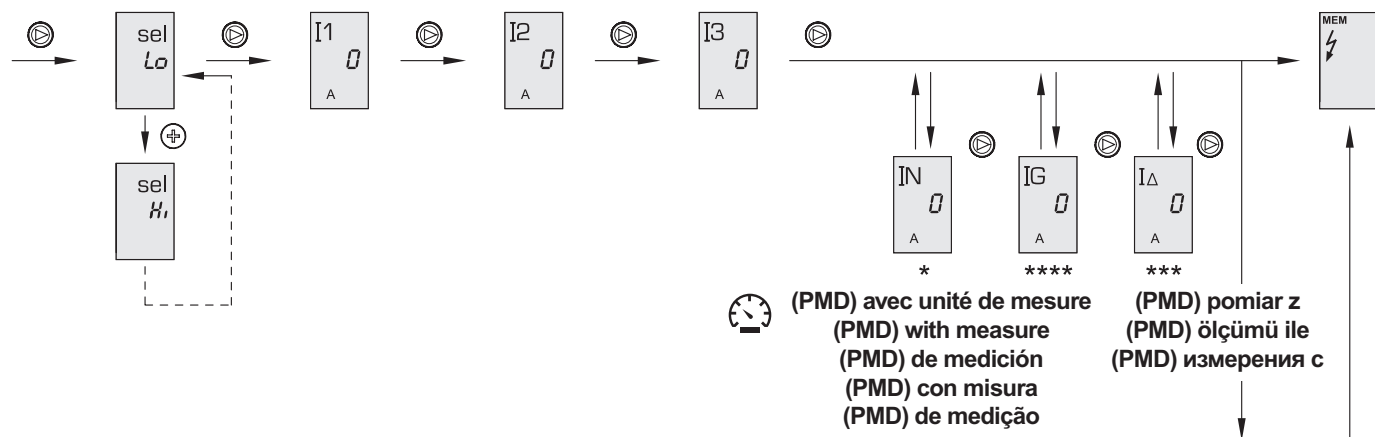 sel
Lo
I1
0
A
I2
0
A
I3
0
A
MEM
sel
Hi
IN
0
A
IG
0
A
IΔ
0
A
*
****
***
(PMD) avec unité de mesure
(PMD) with measure
(PMD) de medición
(PMD) con misura
(PMD) de medição
(PMD) pomiar z
(PMD) ölçümü ile
(PMD) измерения с